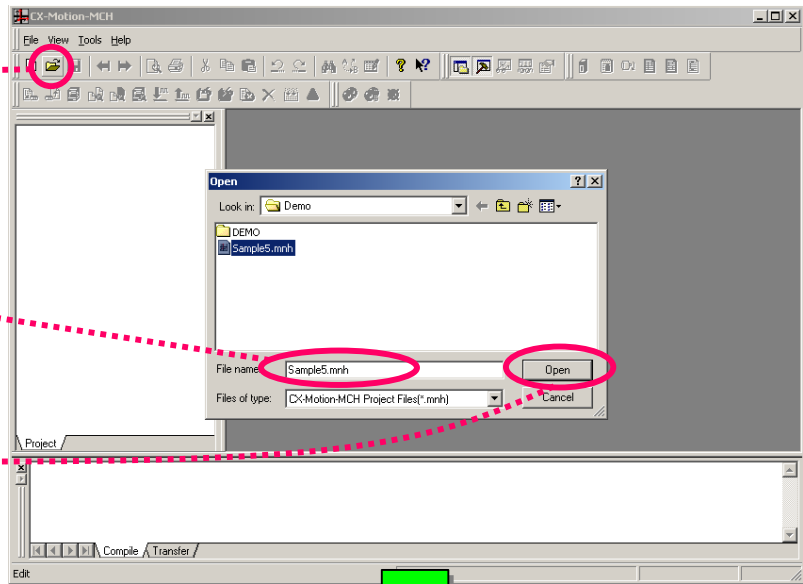 CX-Motion-MCH
File View Tools Help
Open
Look in: Demo
DEMO
Sample5.mnh
File name: Sample5.mnh
Open
Files of type: CX-Motion-MCH Project Files(*.mnh)
Cancel
Project
Compile Transfer
Edit